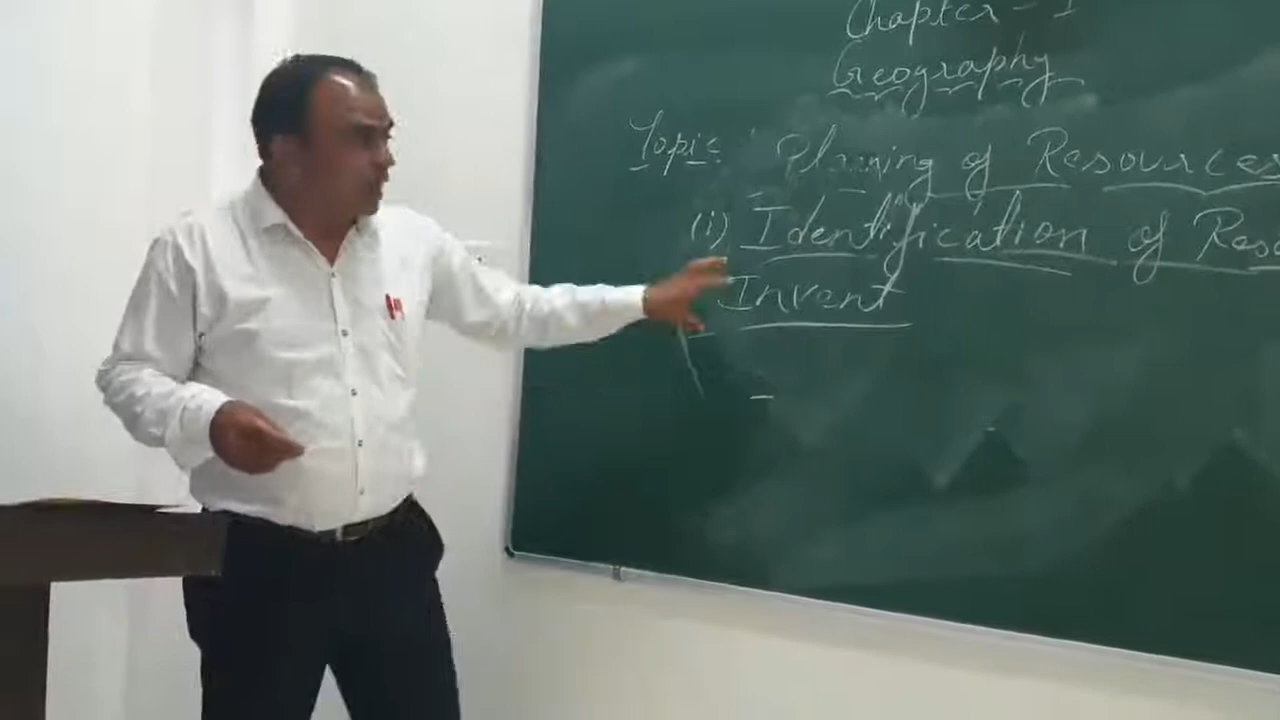 Chapter - I
Geography
Topic: Planning of Resources
(i) Identification of Reso
Invent